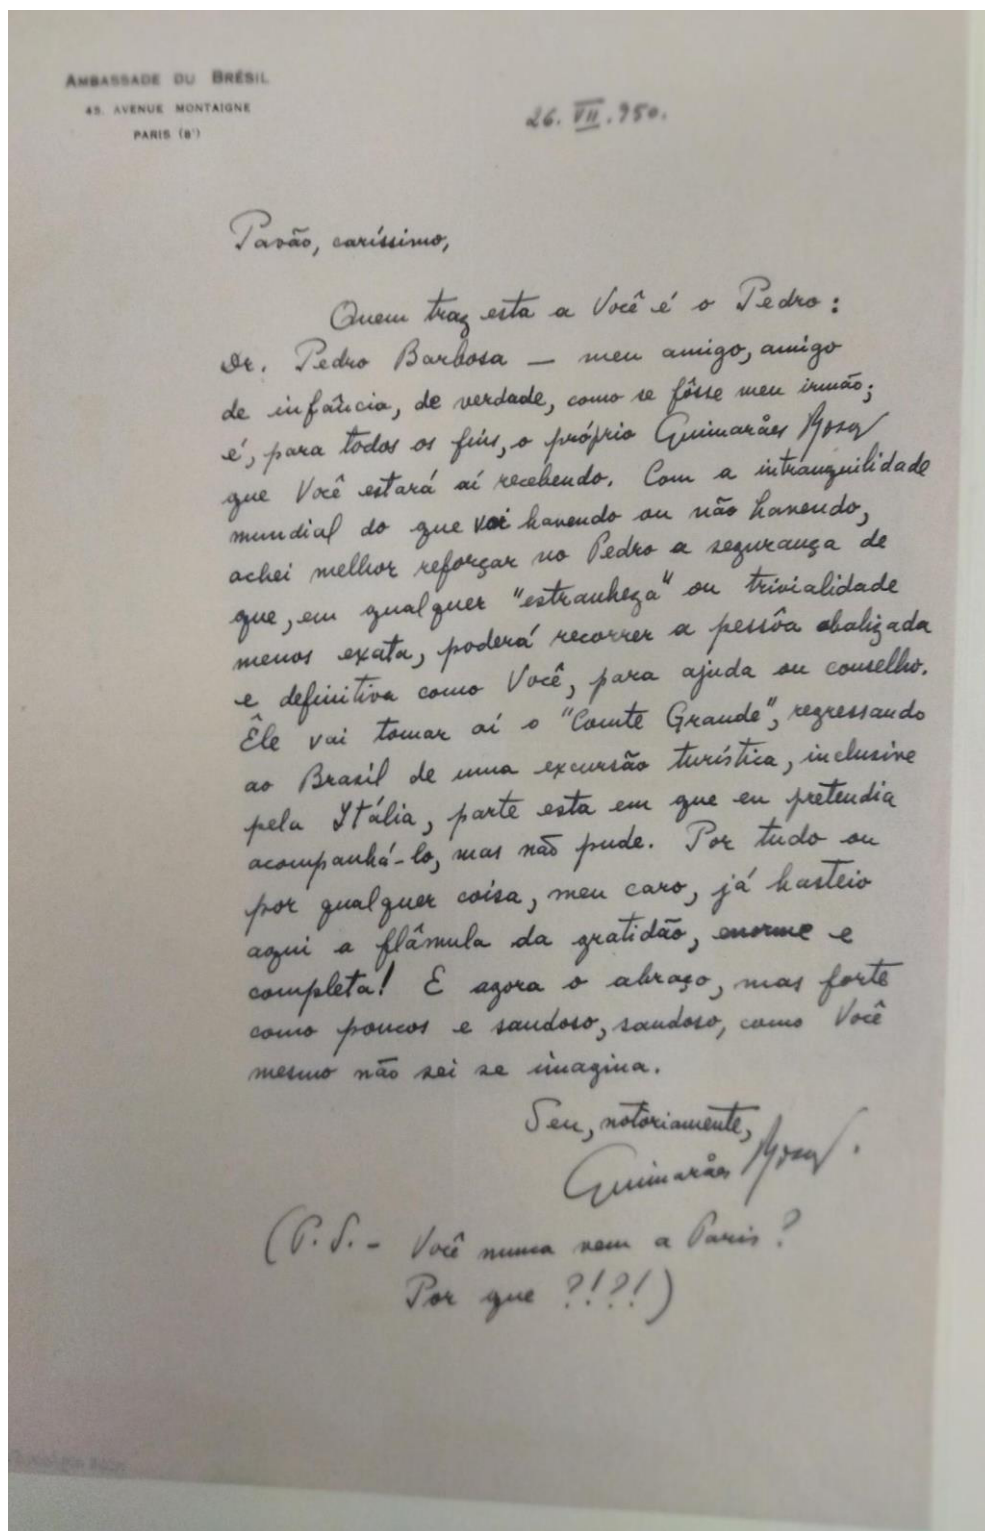 AMBASSADE DU BRÉSIL
45, AVENUE MONTAIGNE
PARIS (8ᵉ)
26. VII. 950.
Pavão, caríssimo,
Quem traz esta a Você é o Pedro:
Dr. Pedro Barbosa — meu amigo, amigo
de infância, de verdade, como se fôsse meu irmão;
é, para todos os fins, o próprio Guimarães Rosa
que Você estará aí recebendo. Com a intranquilidade
mundial do que vai havendo ou não havendo,
achei melhor reforçar no Pedro a segurança de
que, em qualquer "estranheza" ou trivialidade
menos exata, poderá recorrer a pessôa abalizada
e definitiva como Você, para ajuda ou conselho.
Êle vai tomar aí o "Conte Grande", regressando
ao Brasil de uma excursão turística, inclusive
pela Itália, parte esta em que eu pretendia
acompanhá-lo, mas não pude. Por tudo ou
por qualquer coisa, meu caro, já hasteio
aqui a flâmula da gratidão, enorme e
completa! E agora o abraço, mas forte
como poucos e saudoso, saudoso, como Você
mesmo não sei se imagina.
Seu, notòriamente,
Guimarães Rosa.
(P.S. - Você nunca vem a Paris?
Por que ?!?!)